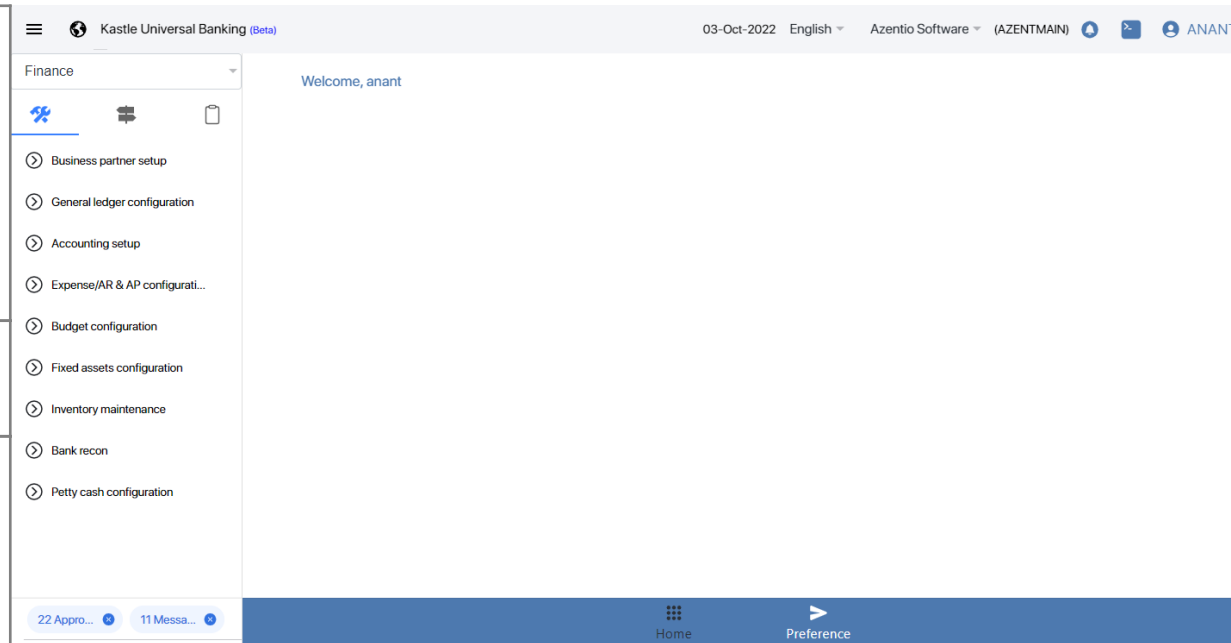 Kastle Universal Banking (Beta)
03-Oct-2022 English Azentio Software (AZENTMAIN) ANANT
Finance
Welcome, anant
Business partner setup
General ledger configuration
Accounting setup
Expense/AR & AP configurati...
Budget configuration
Fixed assets configuration
Inventory maintenance
Bank recon
Petty cash configuration
22 Appro... 11 Messa...
Home Preference